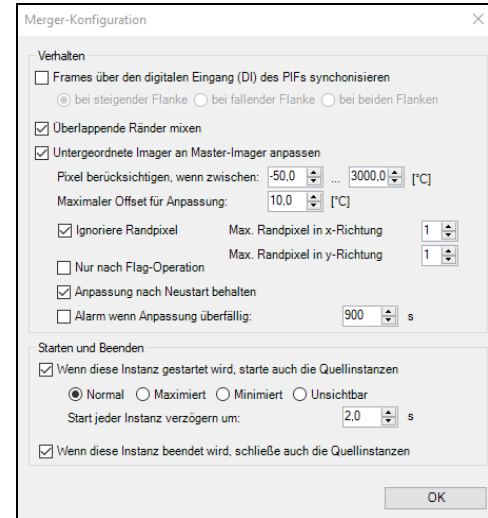 Merger-Konfiguration
Verhalten
Frames über den digitalen Eingang (DI) des PIFs synchonisieren
bei steigender Flanke bei fallender Flanke bei beiden Flanken
Überlappende Ränder mixen
Untergeordnete Imager an Master-Imager anpassen
Pixel berücksichtigen, wenn zwischen: -50,0 ... 3000,0 [°C]
Maximaler Offset für Anpassung: 10,0 [°C]
Ignoriere Randpixel Max. Randpixel in x-Richtung 1
Max. Randpixel in y-Richtung 1
Nur nach Flag-Operation
Anpassung nach Neustart behalten
Alarm wenn Anpassung überfällig: 900 s
Starten und Beenden
Wenn diese Instanz gestartet wird, starte auch die Quellinstanzen
Normal Maximiert Minimiert Unsichtbar
Start jeder Instanz verzögern um: 2,0 s
Wenn diese Instanz beendet wird, schließe auch die Quellinstanzen
OK